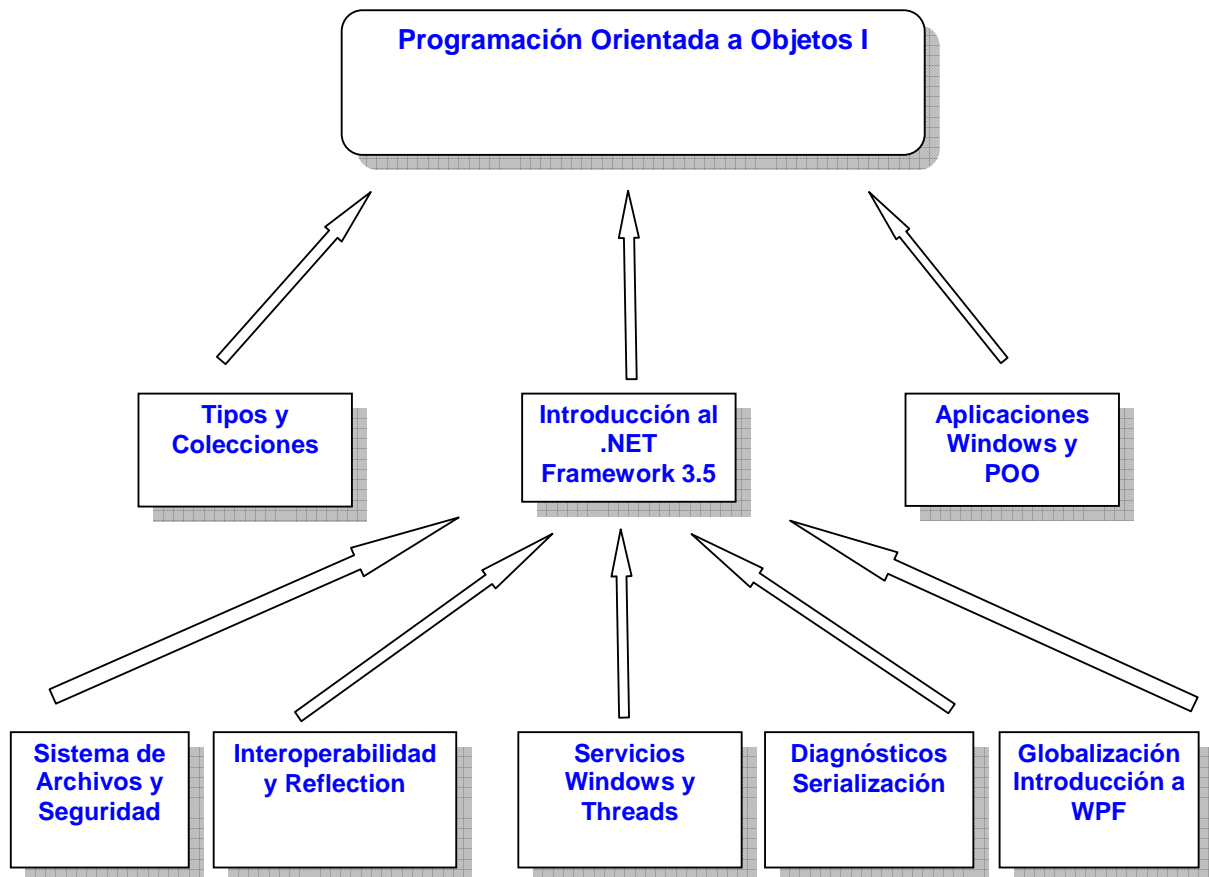 Programación Orientada a Objetos I
Tipos y
Colecciones
Introducción al
.NET
Framework 3.5
Aplicaciones
Windows y
POO
Sistema de
Archivos y
Seguridad
Interoperabilidad
y Reflection
Servicios
Windows y
Threads
Diagnósticos
Serialización
Globalización
Introducción a
WPF